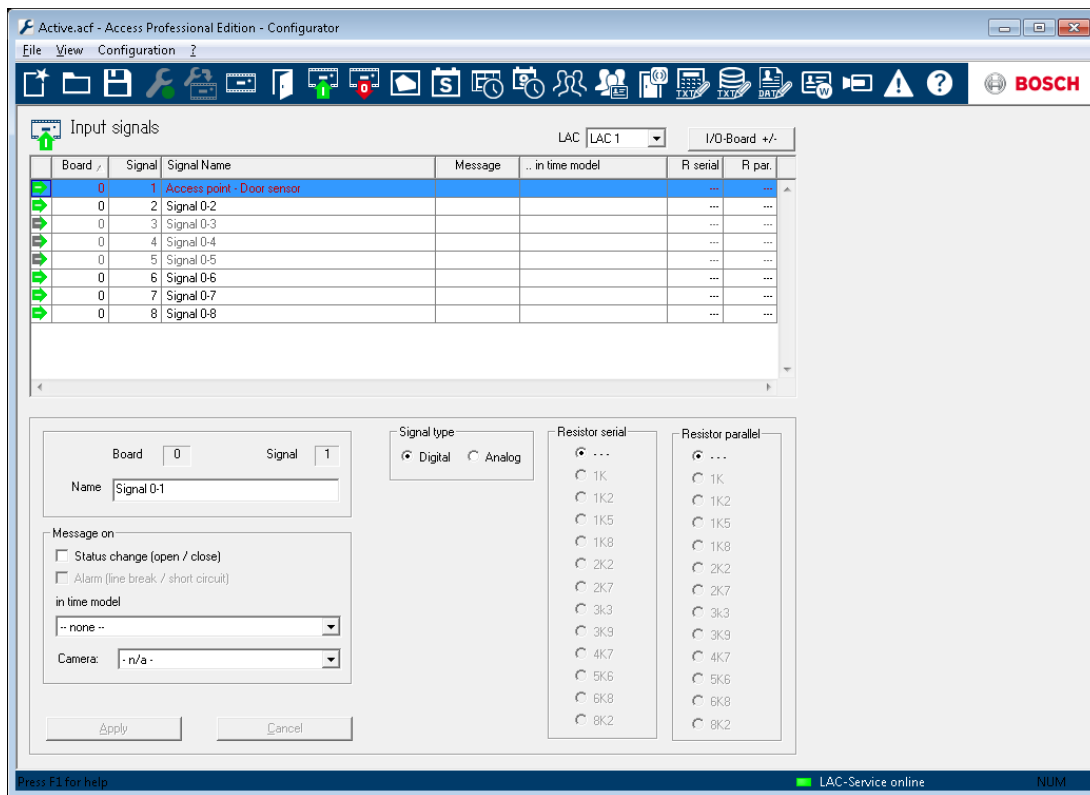 Active.acf - Access Professional Edition - Configurator
File View Configuration ?
S TXT TXT DAT W ? BOSCH
Input signals
LAC LAC 1 I/O-Board +/-
Board Signal Signal Name Message .. in time model R serial R par.
0 1 Access point - Door sensor --- ---
0 2 Signal 0-2 --- ---
0 3 Signal 0-3 --- ---
0 4 Signal 0-4 --- ---
0 5 Signal 0-5 --- ---
0 6 Signal 0-6 --- ---
0 7 Signal 0-7 --- ---
0 8 Signal 0-8 --- ---
Board 0 Signal 1
Name Signal 0-1
Message on
Status change (open / close)
Alarm (line break / short circuit)
in time model
-- none --
Camera: - n/a -
Apply Cancel
Signal type
Digital Analog
Resistor serial
---
1K
1K2
1K5
1K8
2K2
2K7
3k3
3K9
4K7
5K6
6K8
8K2
Resistor parallel
---
1K
1K2
1K5
1K8
2K2
2K7
3k3
3K9
4K7
5K6
6K8
8K2
Press F1 for help LAC-Service online NUM